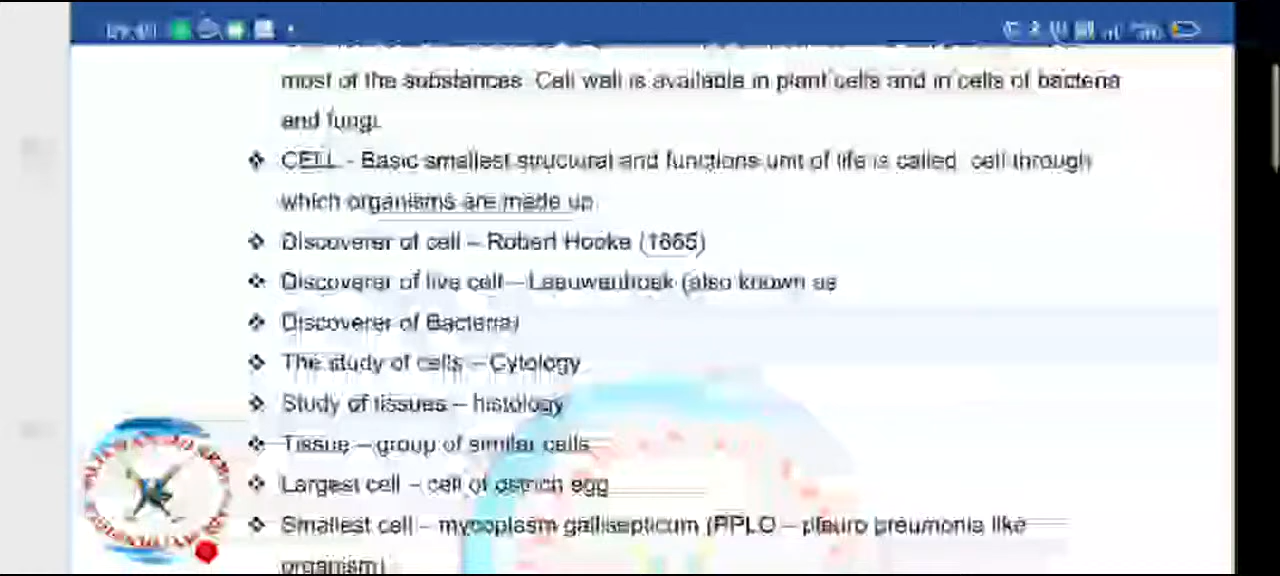 most of the substances. Cell wall is available in plant cells and in cells of bacteria
and fungi.
❖ CELL - Basic smallest structural and functions unit of life is called cell through
which organisms are made up.
❖ Discoverer of cell – Robert Hooke (1665)
❖ Discoverer of live cell – Leeuwenhoek (also known as
❖ Discoverer of Bacteria)
❖ The study of cells – Cytology
❖ Study of tissues – histology
❖ Tissue – group of similar cells
❖ Largest cell – cell of ostrich egg
❖ Smallest cell – mycoplasm gallisepticum (PPLO – pleuro pneumonia like
organism)